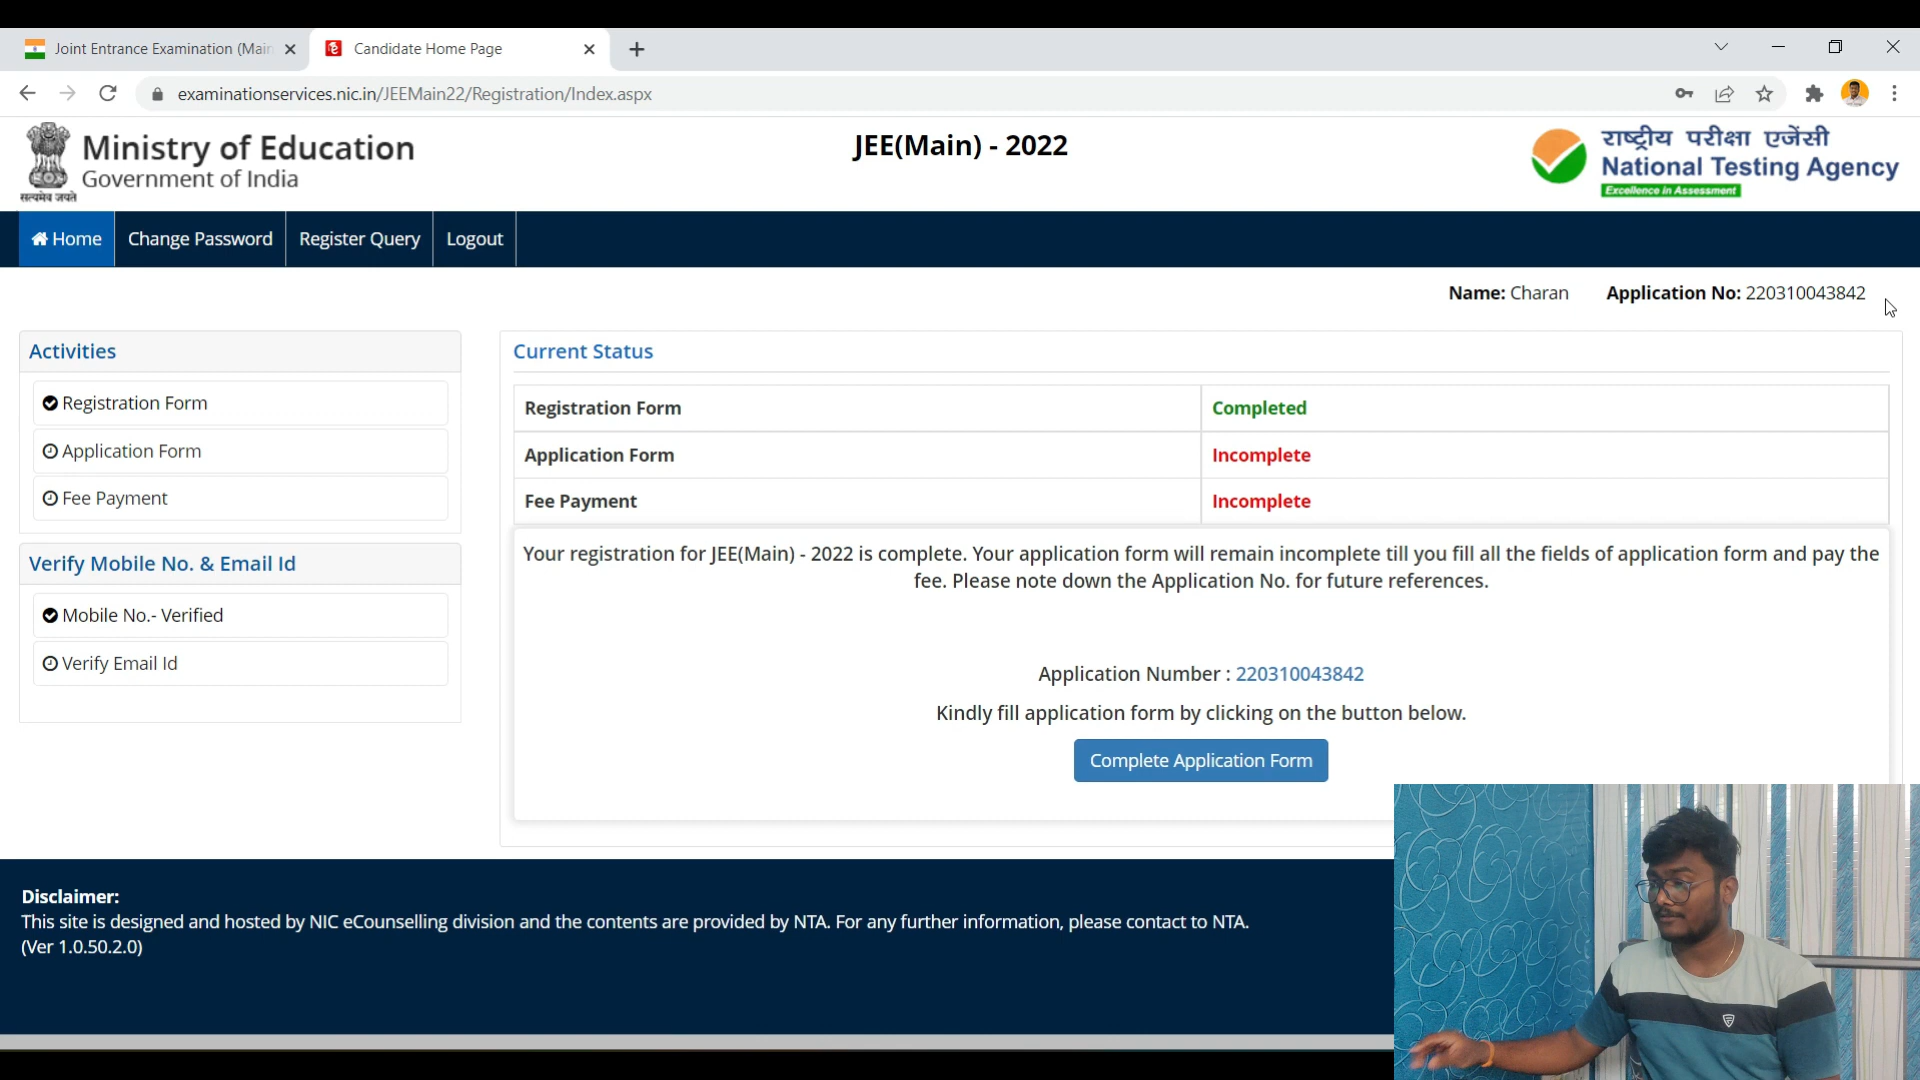 Joint Entrance Examination (Main
Candidate Home Page
examinationservices.nic.in/JEEMain22/Registration/Index.aspx
सत्यमेव जयते
Ministry of Education
Government of India
JEE(Main) - 2022
राष्ट्रीय परीक्षा एजेंसी
National Testing Agency
Excellence in Assessment
Home Change Password Register Query Logout
Name: Charan Application No: 220310043842
Activities
Registration Form
Application Form
Fee Payment
Verify Mobile No. & Email Id
Mobile No.- Verified
Verify Email Id
Current Status
Registration Form Completed
Application Form Incomplete
Fee Payment Incomplete
Your registration for JEE(Main) - 2022 is complete. Your application form will remain incomplete till you fill all the fields of application form and pay the
fee. Please note down the Application No. for future references.
Application Number : 220310043842
Kindly fill application form by clicking on the button below.
Complete Application Form
Disclaimer:
This site is designed and hosted by NIC eCounselling division and the contents are provided by NTA. For any further information, please contact to NTA.
(Ver 1.0.50.2.0)